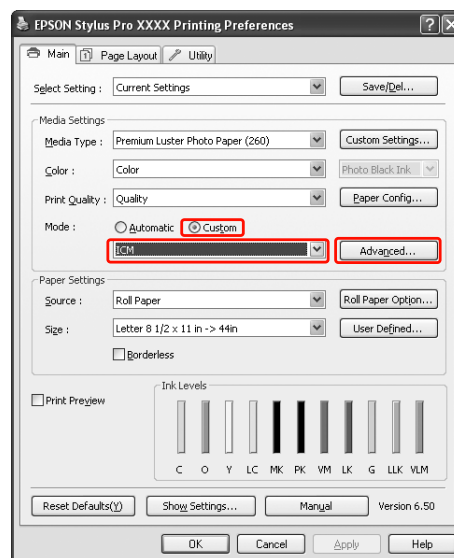 EPSON Stylus Pro XXXX Printing Preferences
Main Page Layout Utility
Select Setting : Current Settings Save/Del...
Media Settings
Media Type : Premium Luster Photo Paper (260) Custom Settings...
Color : Color Photo Black Ink
Print Quality : Quality Paper Config...
Mode : Automatic Custom
ICM Advanced...
Paper Settings
Source : Roll Paper Roll Paper Option...
Size : Letter 8 1/2 x 11 in -> 44in User Defined...
Borderless
Print Preview Ink Levels
C O Y LC MK PK VM LK G LLK VLM
Reset Defaults(Y) Show Settings... Manual Version 6.50
OK Cancel Apply Help